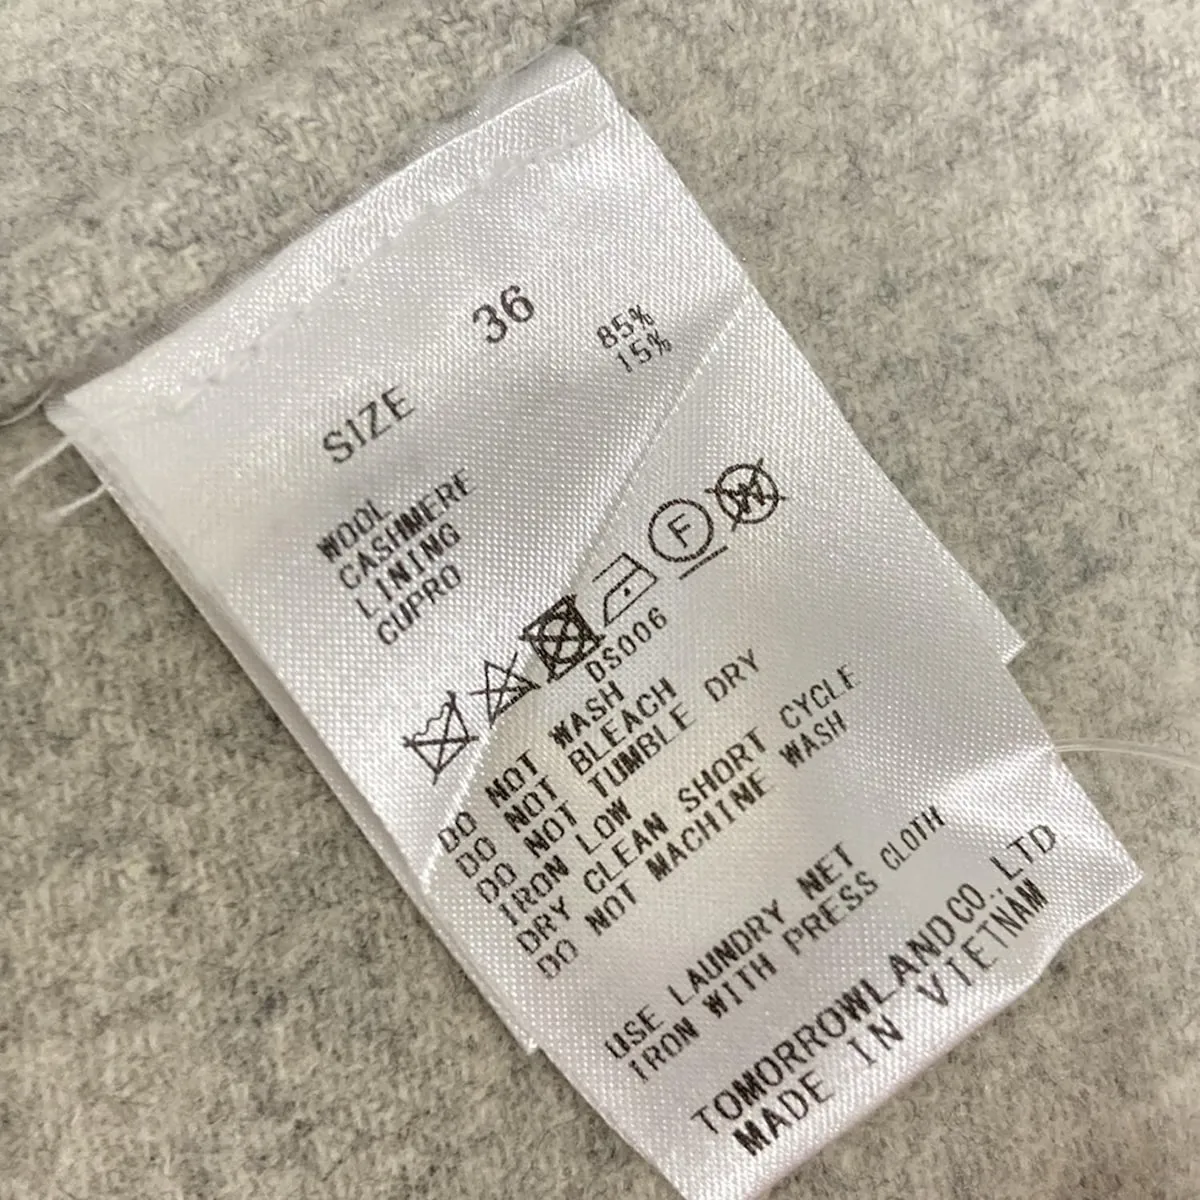 SIZE 36
WOOL 85%
CASHMERE 15%
LINING
CUPRO
F W
DS006
DO NOT WASH
DO NOT BLEACH
DO NOT TUMBLE DRY
IRON LOW
DRY CLEAN SHORT CYCLE
DO NOT MACHINE WASH
USE LAUNDRY NET
IRON WITH PRESS CLOTH
TOMORROWLAND CO.,LTD
MADE IN VIETNAM